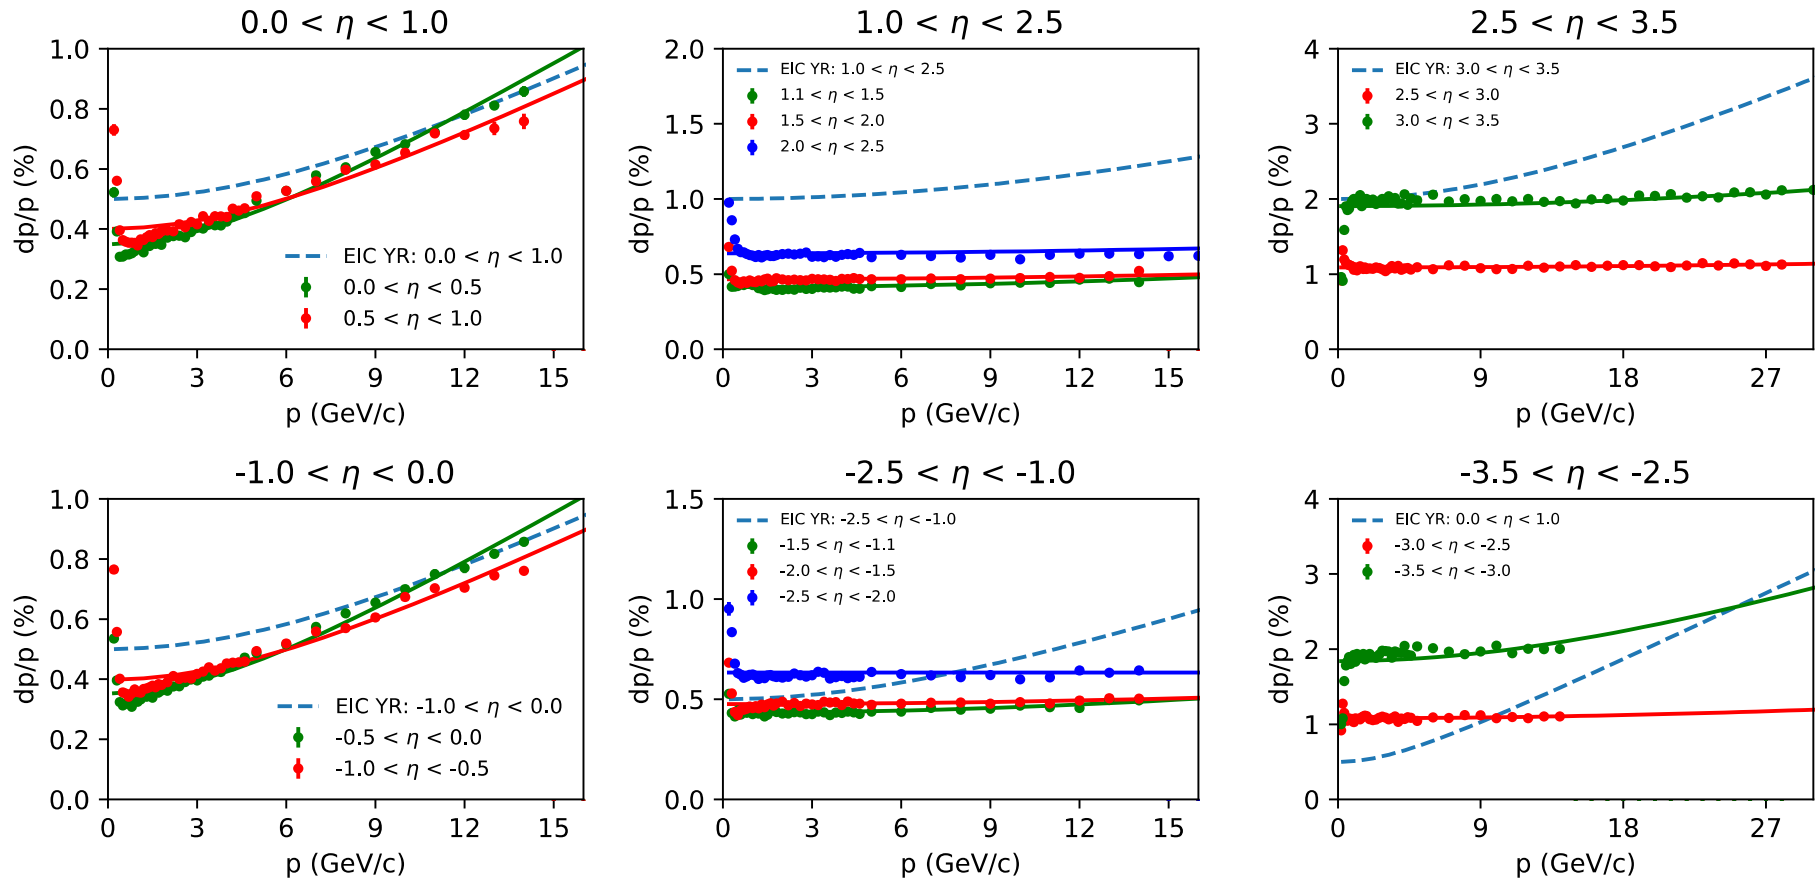 0.0 < η < 1.0
1.0
0.8
0.6
0.4
0.2
0.0
dp/p (%)
EIC YR: 0.0 < η < 1.0
0.0 < η < 0.5
0.5 < η < 1.0
0 3 6 9 12 15
p (GeV/c)
1.0 < η < 2.5
2.0
1.5
1.0
0.5
0.0
dp/p (%)
EIC YR: 1.0 < η < 2.5
1.1 < η < 1.5
1.5 < η < 2.0
2.0 < η < 2.5
0 3 6 9 12 15
p (GeV/c)
2.5 < η < 3.5
4
3
2
1
0
dp/p (%)
EIC YR: 3.0 < η < 3.5
2.5 < η < 3.0
3.0 < η < 3.5
0 9 18 27
p (GeV/c)
-1.0 < η < 0.0
1.0
0.8
0.6
0.4
0.2
0.0
dp/p (%)
EIC YR: -1.0 < η < 0.0
-0.5 < η < 0.0
-1.0 < η < -0.5
0 3 6 9 12 15
p (GeV/c)
-2.5 < η < -1.0
1.5
1.0
0.5
0.0
dp/p (%)
EIC YR: -2.5 < η < -1.0
-1.5 < η < -1.1
-2.0 < η < -1.5
-2.5 < η < -2.0
0 3 6 9 12 15
p (GeV/c)
-3.5 < η < -2.5
4
3
2
1
0
dp/p (%)
EIC YR: 0.0 < η < 1.0
-3.0 < η < -2.5
-3.5 < η < -3.0
0 9 18 27
p (GeV/c)